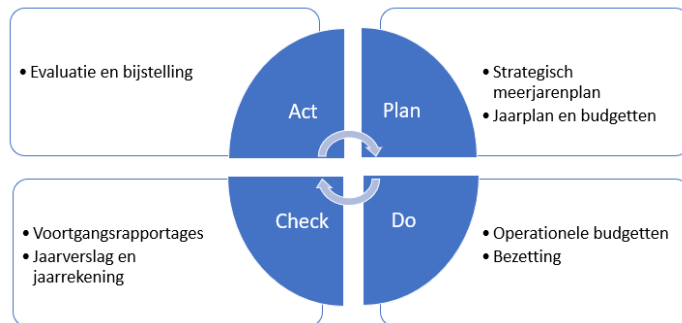 • Evaluatie en bijstelling
Act
Plan
• Strategisch
meerjarenplan
• Jaarplan en budgetten
• Voortgangsrapportages
• Jaarverslag en
jaarrekening
Check
Do
• Operationele budgetten
• Bezetting